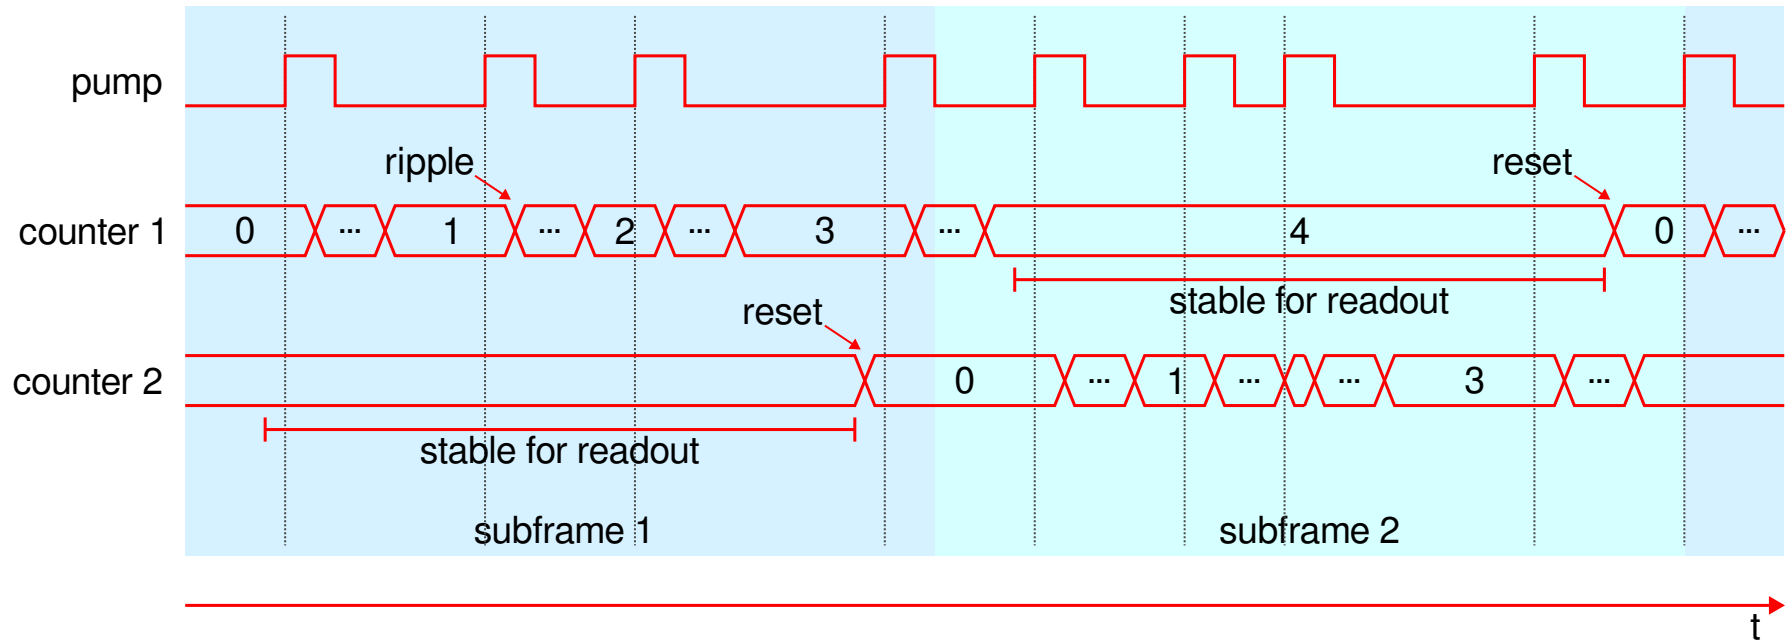 pump
ripple
reset
counter 1
0 ... 1 ... 2 ... 3 ... 4 0 ...
stable for readout
reset
counter 2
0 ... 1 ... ... 3 ...
stable for readout
subframe 1
subframe 2
t